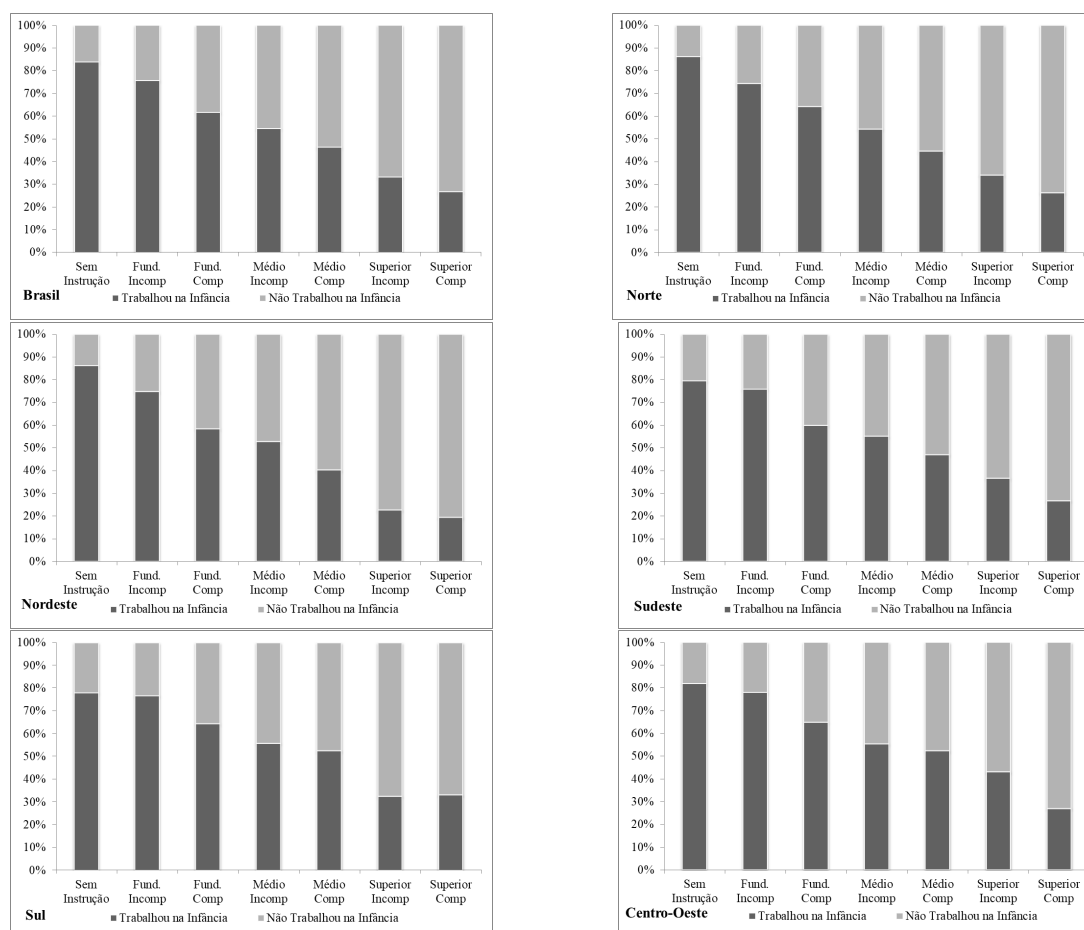 100%
90%
80%
70%
60%
50%
40%
30%
20%
10%
0%
Sem Instrução
Fund. Incomp
Fund. Comp
Médio Incomp
Médio Comp
Superior Incomp
Superior Comp
Brasil
Trabalhou na Infância
Não Trabalhou na Infância
100%
90%
80%
70%
60%
50%
40%
30%
20%
10%
0%
Sem Instrução
Fund. Incomp
Fund. Comp
Médio Incomp
Médio Comp
Superior Incomp
Superior Comp
Norte
Trabalhou na Infância
Não Trabalhou na Infância
100%
90%
80%
70%
60%
50%
40%
30%
20%
10%
0%
Sem Instrução
Fund. Incomp
Fund. Comp
Médio Incomp
Médio Comp
Superior Incomp
Superior Comp
Nordeste
Trabalhou na Infância
Não Trabalhou na Infância
100%
90%
80%
70%
60%
50%
40%
30%
20%
10%
0%
Sem Instrução
Fund. Incomp
Fund. Comp
Médio Incomp
Médio Comp
Superior Incomp
Superior Comp
Sudeste
Trabalhou na Infância
Não Trabalhou na Infância
100%
90%
80%
70%
60%
50%
40%
30%
20%
10%
0%
Sem Instrução
Fund. Incomp
Fund. Comp
Médio Incomp
Médio Comp
Superior Incomp
Superior Comp
Sul
Trabalhou na Infância
Não Trabalhou na Infância
100%
90%
80%
70%
60%
50%
40%
30%
20%
10%
0%
Sem Instrução
Fund. Incomp
Fund. Comp
Médio Incomp
Médio Comp
Superior Incomp
Superior Comp
Centro-Oeste
Trabalhou na Infância
Não Trabalhou na Infância